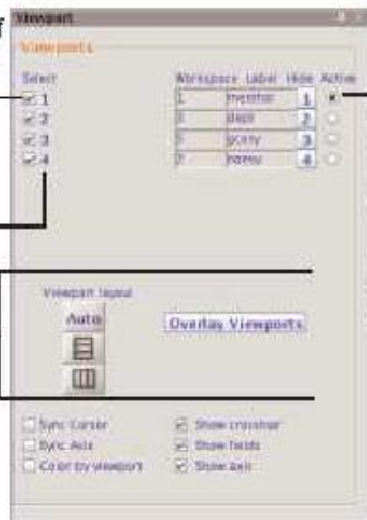 Viewport
Viewports
Select
Workspace Label Hide Active
1
1
1
2
2
3
3
4
4
Viewport layout
Auto
Overlay Viewports
Sync Cursor
Show crosshair
Sync Axis
Show fields
Color by viewport
Show axis